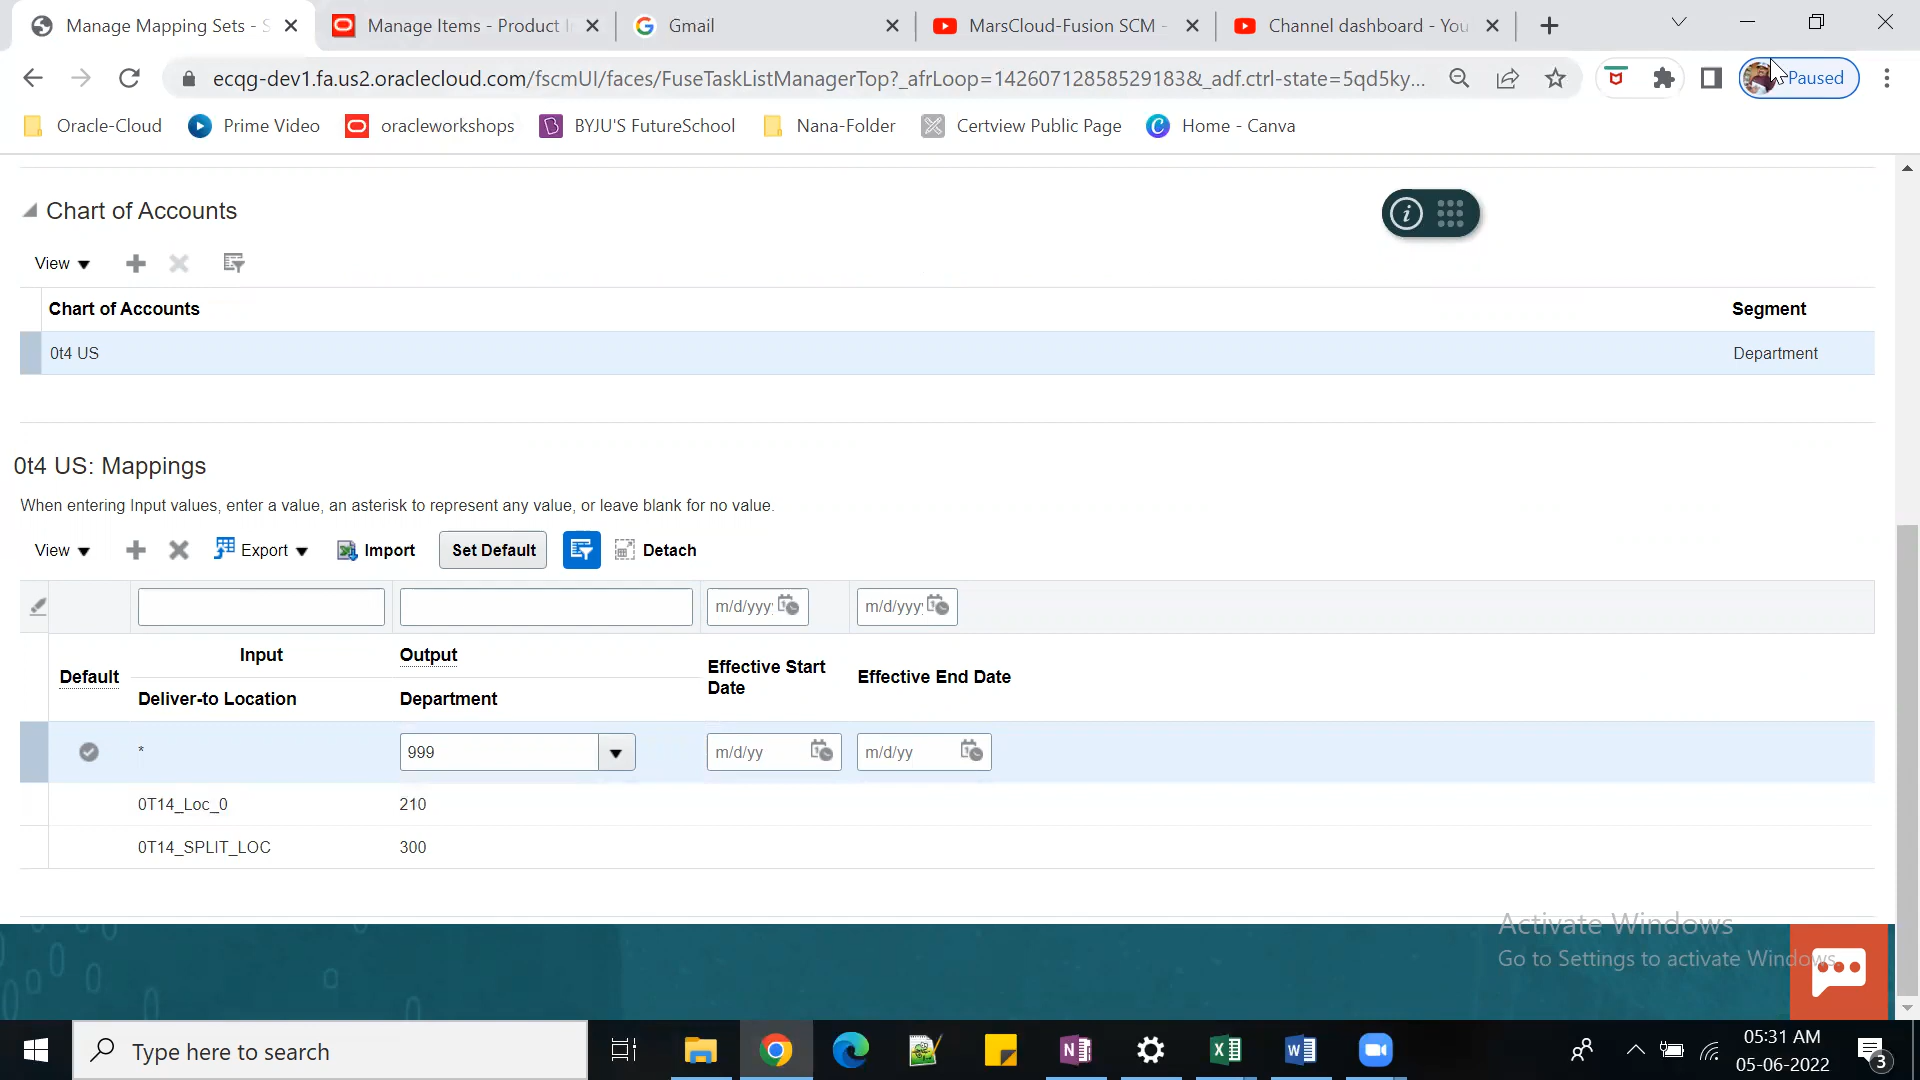 Manage Mapping Sets - S
Manage Items - Product I
Gmail
MarsCloud-Fusion SCM -
Channel dashboard - You
ecqg-dev1.fa.us2.oraclecloud.com/fscmUI/faces/FuseTaskListManagerTop?_afrLoop=14260712858529183&_adf.ctrl-state=5qd5ky...
Paused
Oracle-Cloud
Prime Video
oracleworkshops
BYJU'S FutureSchool
Nana-Folder
Certview Public Page
Home - Canva
Chart of Accounts
View
Chart of Accounts Segment
0t4 US Department
0t4 US: Mappings
When entering Input values, enter a value, an asterisk to represent any value, or leave blank for no value.
View Export Import Set Default Detach
m/d/yyy m/d/yyy
Default
Input
Deliver-to Location
Output
Department
Effective Start
Date
Effective End Date
* 999 m/d/yy m/d/yy
0T14_Loc_0 210
0T14_SPLIT_LOC 300
Activate Windows
Go to Settings to activate Windows.
Type here to search
05:31 AM
05-06-2022
3